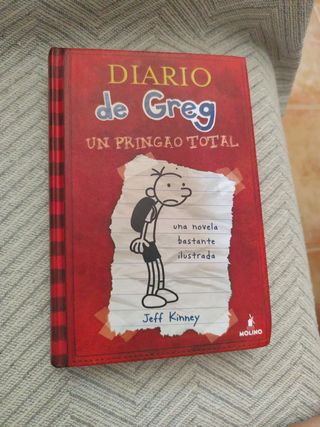 DIARIO
de Greg
UN PRINGAO TOTAL
una novela
bastante
ilustrada
Jeff Kinney
MOLINO